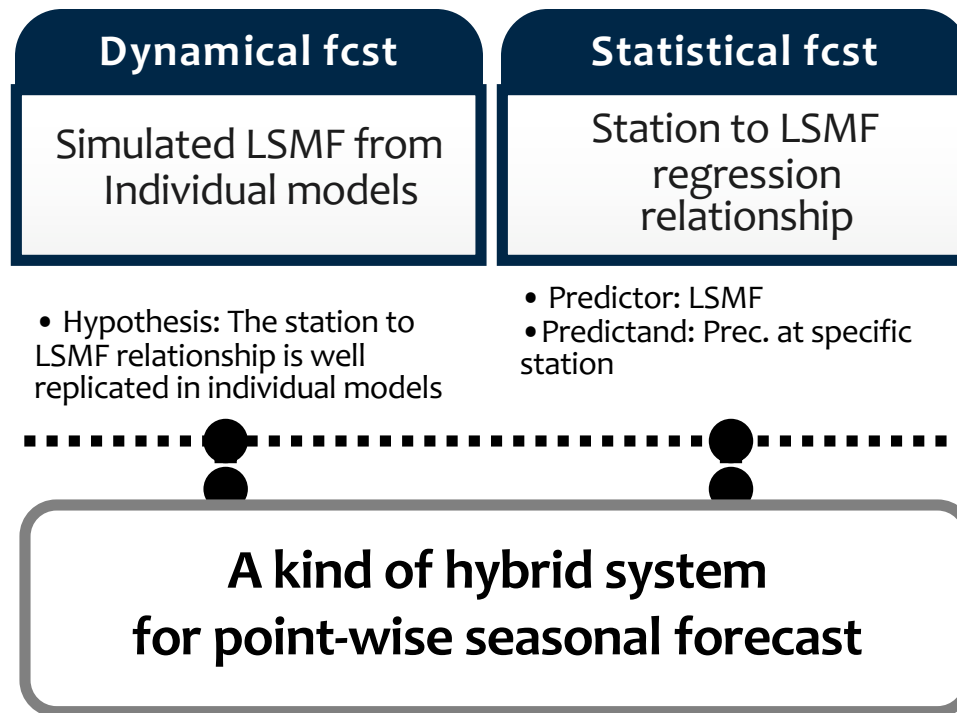 Dynamical fcst
Simulated LSMF from
Individual models
• Hypothesis: The station to
LSMF relationship is well
replicated in individual models
Statistical fcst
Station to LSMF
regression
relationship
• Predictor: LSMF
•Predictand: Prec. at specific
station
A kind of hybrid system
for point-wise seasonal forecast